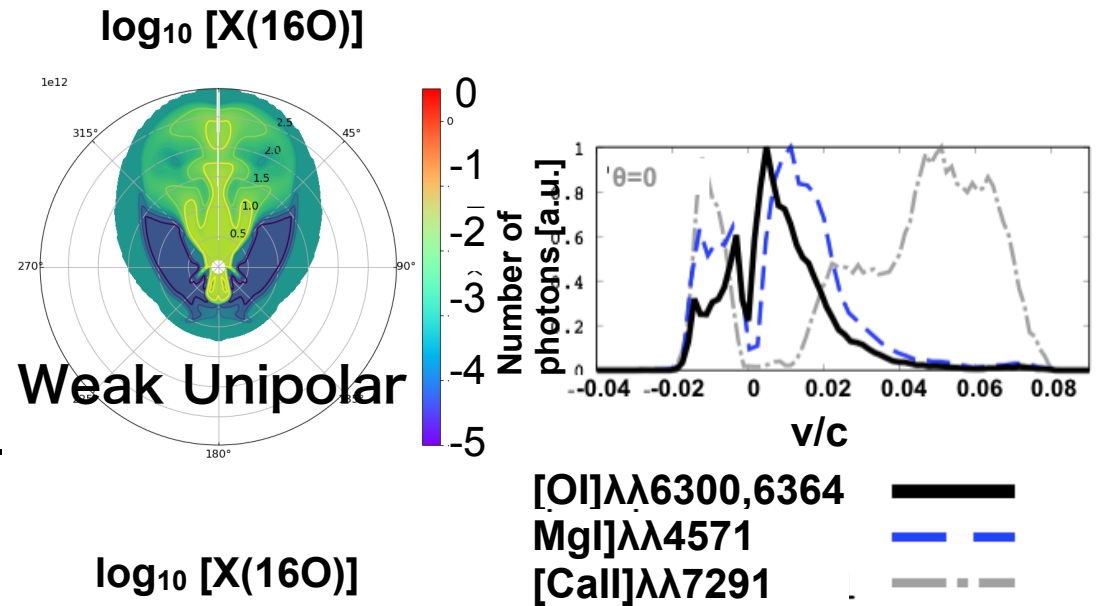 log₁₀ [X(16O)]
1e12
315°
45°
2.5
2.0
1.5
1.0
0.5
270°
90°
Weak Unipolar
180°
0
0
-1
-2
-3
-4
-5
Number of
photons [a.u.]
'θ=0
1
.8
.6
.4
.2
0
-0.04
-0.02
0
0.02
0.04
0.06
0.08
v/c
[OI]λλ6300,6364
MgI]λλ4571
[CaII]λλ7291
log₁₀ [X(16O)]